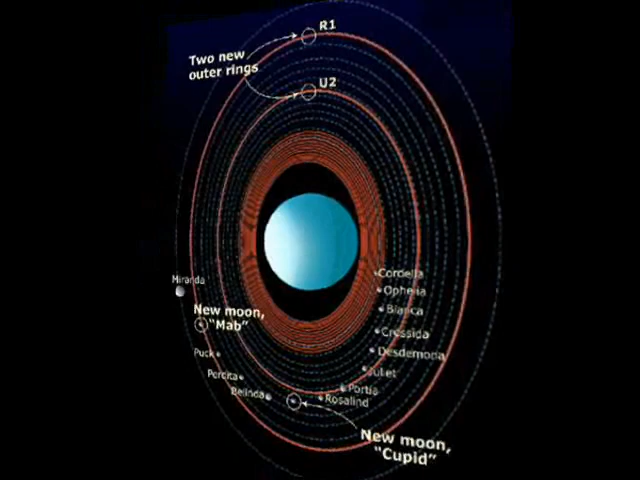 R1
Two new
outer rings
U2
Cordelia
Miranda
Ophelia
Bianca
New moon,
"Mab"
Cressida
Puck
Desdemona
Juliet
Perdita
Portia
Belinda
Rosalind
New moon,
"Cupid"